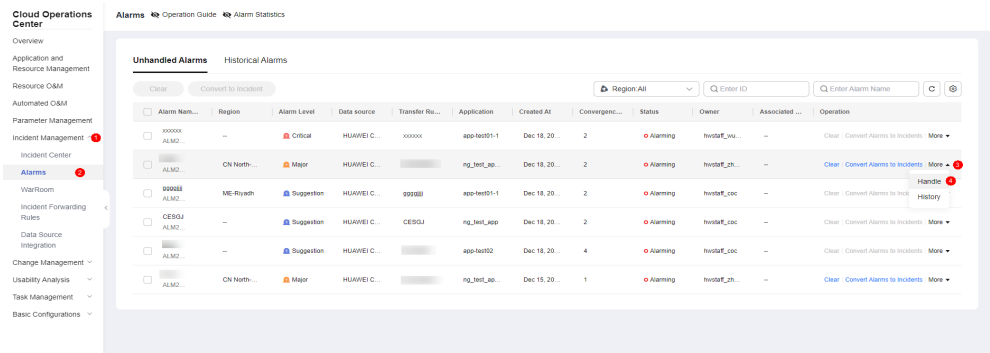 Cloud Operations
Center
Overview
Application and
Resource Management
Resource O&M
Automated O&M
Parameter Management
Incident Management 1
Incident Center
Alarms 2
WarRoom
Incident Forwarding
Rules
Data Source
Integration
Change Management
Usability Analysis
Task Management
Basic Configurations
Alarms Operation Guide Alarm Statistics
Unhandled Alarms Historical Alarms
Clear Convert to Incident Region:All Enter ID Enter Alarm Name
Alarm Nam... Region Alarm Level Data source Transfer Ru... Application Created At Convergenc... Status Owner Associated ... Operation
xxxxxx
ALM2... -- Critical HUAWEI C... xxxxxx app-test01-1 Dec 18, 20... 2 Alarming hwstaff_wu... -- Clear Convert Alarms to Incidents More
ALM2... CN North-... Major HUAWEI C... ng_test_ap... Dec 18, 20... 2 Alarming hwstaff_zh... -- Clear Convert Alarms to Incidents More 3
Handle 4
History
ggggjjj
ALM2... ME-Riyadh Suggestion HUAWEI C... ggggjjj app-test01-1 Dec 18, 20... 2 Alarming hwstaff_coc -- Clear Convert Alarms to Incidents
CESGJ
ALM2... -- Suggestion HUAWEI C... CESGJ ng_test_app Dec 18, 20... 2 Alarming hwstaff_coc -- Clear Convert Alarms to Incidents More
ALM2... -- Suggestion HUAWEI C... app-test02 Dec 18, 20... 4 Alarming hwstaff_coc -- Clear Convert Alarms to Incidents More
ALM2... CN North-... Major HUAWEI C... ng_test_ap... Dec 15, 20... 1 Alarming hwstaff_zh... -- Clear Convert Alarms to Incidents More